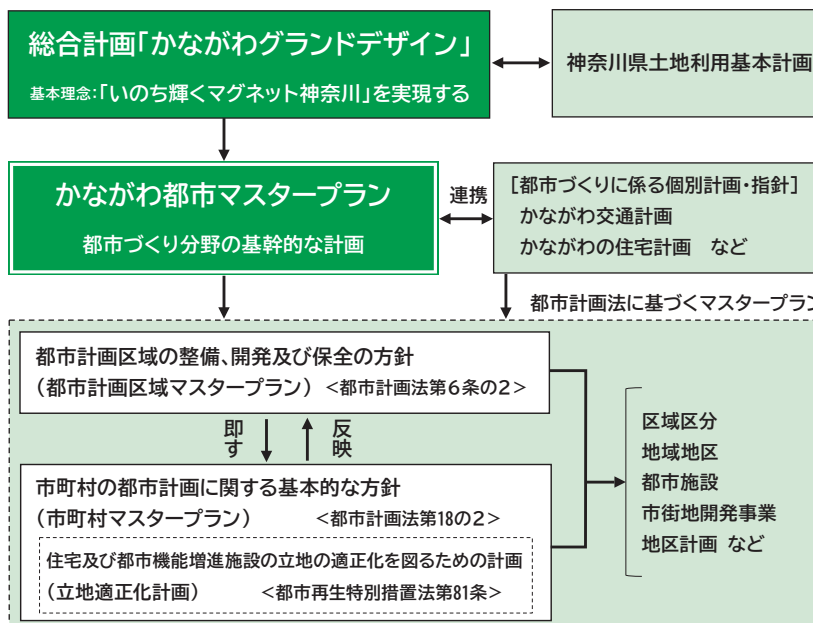 総合計画「かながわグランドデザイン」
基本理念：「いのち輝くマグネット神奈川」を実現する
神奈川県土地利用基本計画
かながわ都市マスタープラン
都市づくり分野の基幹的な計画
連携
［都市づくりに係る個別計画・指針］
かながわ交通計画
かながわの住宅計画　など
都市計画法に基づくマスタープラン
都市計画区域の整備、開発及び保全の方針
（都市計画区域マスタープラン）　＜都市計画法第６条の２＞
即す
反映
市町村の都市計画に関する基本的な方針
（市町村マスタープラン）　＜都市計画法第18の２＞
住宅及び都市機能増進施設の立地の適正化を図るための計画
（立地適正化計画）　＜都市再生特別措置法第81条＞
区域区分
地域地区
都市施設
市街地開発事業
地区計画 など